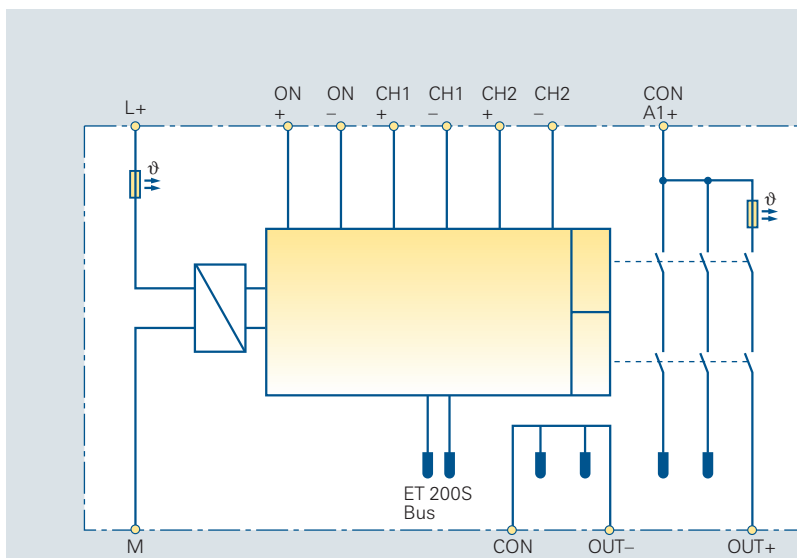 L+
ON
+
ON
–
CH1
+
CH1
–
CH2
+
CH2
–
CON
A1+
ϑ
ϑ
ET 200S
Bus
M
CON
OUT–
OUT+